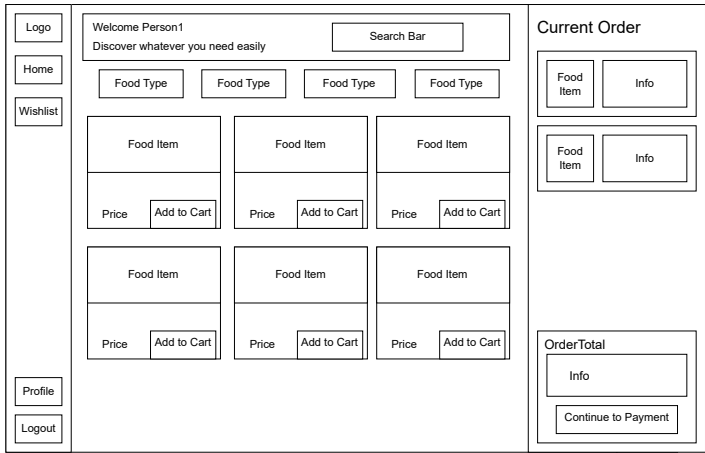 Logo
Home
Wishlist
Profile
Logout
Welcome Person1
Discover whatever you need easily
Search Bar
Food Type
Food Type
Food Type
Food Type
Food Item
Price
Add to Cart
Food Item
Price
Add to Cart
Food Item
Price
Add to Cart
Food Item
Price
Add to Cart
Food Item
Price
Add to Cart
Food Item
Price
Add to Cart
Current Order
Food
Item
Info
Food
Item
Info
OrderTotal
Info
Continue to Payment